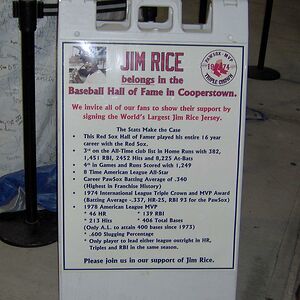 PAWSOX - MVP
1974
TRIPLE CROWN
JIM RICE
belongs in the
Baseball Hall of Fame in Cooperstown.
We invite all of our fans to show their support by
signing the World's Largest Jim Rice Jersey.
The Stats Make the Case
• This Red Sox Hall of Famer played his entire 16 year
career with the Red Sox.
• 3rd on the All-Time club list in Home Runs with 382,
1,451 RBI, 2452 Hits and 8,225 At-Bats
• 4th in Games and Runs Scored with 1,249
• 8 Time American League All-Star
• Career PawSox Batting Average of .340
(Highest in Franchise History)
• 1974 International League Triple Crown and MVP Award
(Batting Average -.337, HR-25, RBI 93 for the PawSox)
• 1978 American League MVP
* 46 HR * 139 RBI
* 213 Hits * 406 Total Bases
(Only A.L. to attain 400 bases since 1973)
* .600 Slugging Percentage
* Only player to lead either league outright in HR,
Triples and RBI in the same season.
Please join us in our support of Jim Rice.